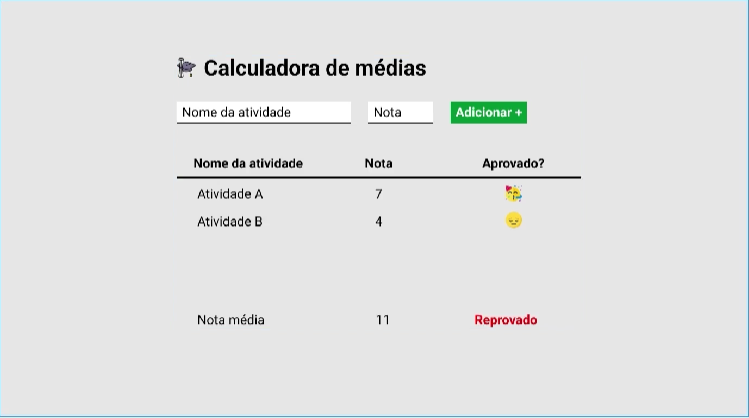 Calculadora de médias
Nome da atividade Nota Adicionar +
Nome da atividade Nota Aprovado?
Atividade A 7
Atividade B 4
Nota média 11 Reprovado